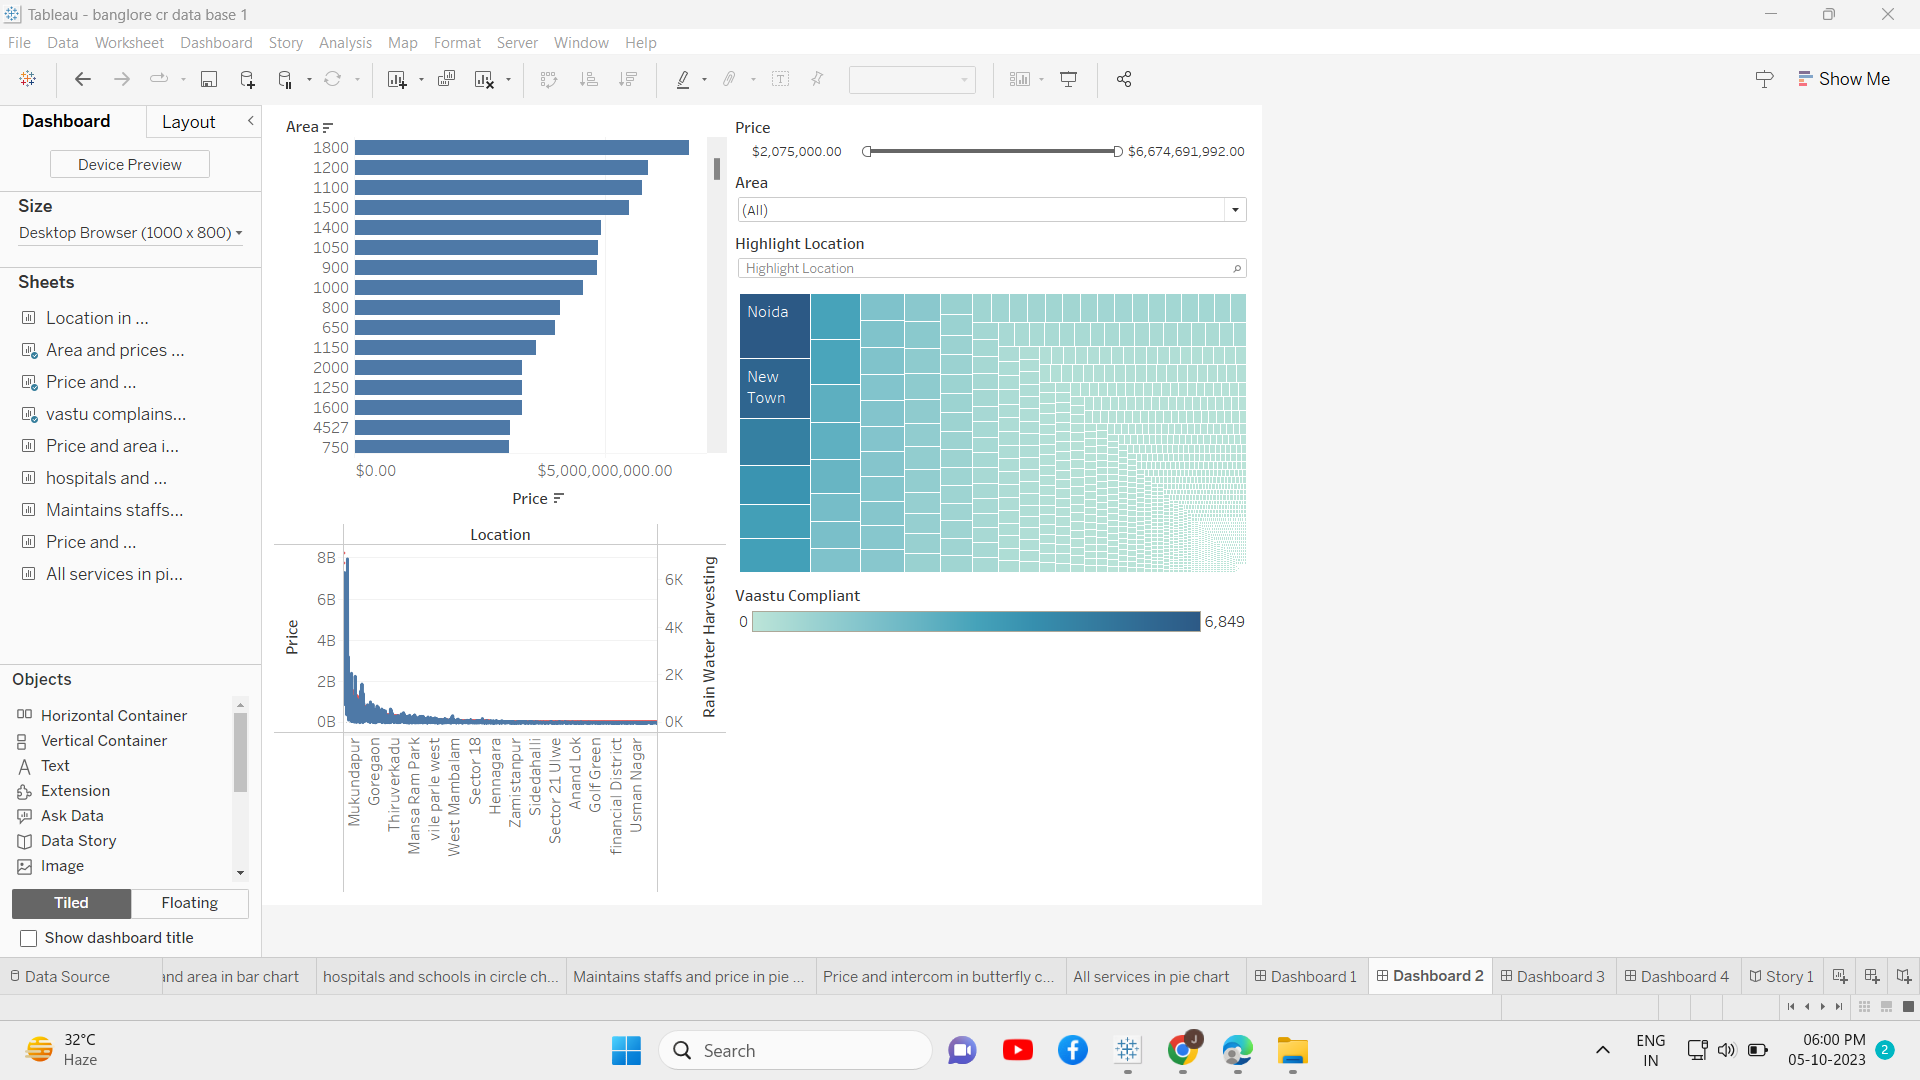 Tableau - banglore cr data base 1
File Data Worksheet Dashboard Story Analysis Map Format Server Window Help
Show Me
Dashboard
Layout
Device Preview
Size
Desktop Browser (1000 x 800)
Sheets
Location in ...
Area and prices ...
Price and ...
vastu complains...
Price and area i...
hospitals and ...
Maintains staffs...
Price and ...
All services in pi...
Objects
Horizontal Container
Vertical Container
Text
Extension
Ask Data
Data Story
Image
Tiled
Floating
Show dashboard title
Area
1800
1200
1100
1500
1400
1050
900
1000
800
650
1150
2000
1250
1600
4527
750
$0.00
$5,000,000,000.00
Price
Location
8B
6B
4B
2B
0B
Price
6K
4K
2K
0K
Rain Water Harvesting
Mukundapur
Goregaon
Thiruverkadu
Mansa Ram Park
vile parle west
West Mambalam
Sector 18
Hennagara
Zamistanpur
Sidedahalli
Sector 21 Ulwe
Anand Lok
Golf Green
financial District
Usman Nagar
Price
$2,075,000.00
$6,674,691,992.00
Area
(All)
Highlight Location
Highlight Location
Noida
New
Town
Vaastu Compliant
0
6,849
Data Source
and area in bar chart
hospitals and schools in circle ch...
Maintains staffs and price in pie ...
Price and intercom in butterfly c...
All services in pie chart
Dashboard 1
Dashboard 2
Dashboard 3
Dashboard 4
Story 1
32°C
Haze
Search
J
ENG
IN
06:00 PM
05-10-2023
2